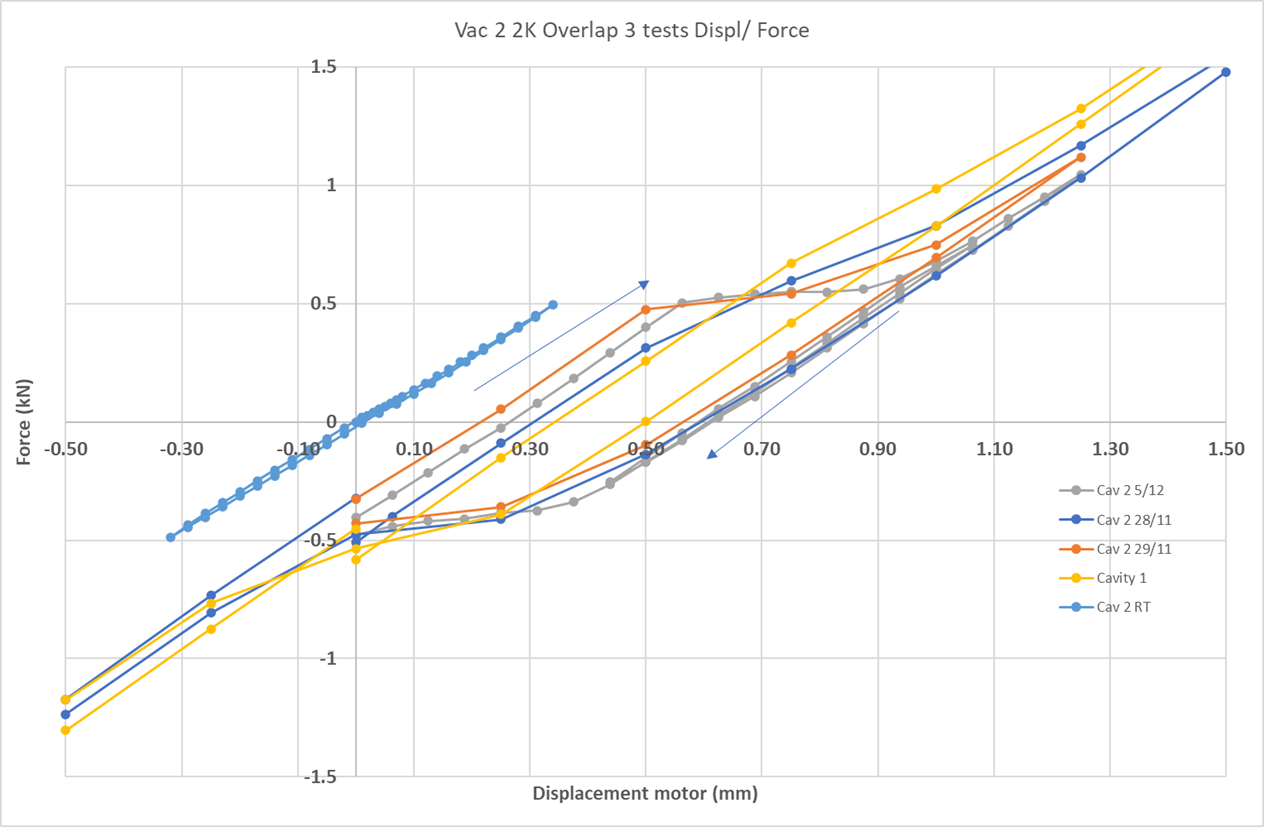 Vac 2 2K Overlap 3 tests Displ/ Force
1.5
1
0.5
0
-0.50 -0.30 -0.10 0.10 0.30 0.50 0.70 0.90 1.10 1.30 1.50
-0.5
-1
-1.5
Force (kN)
Displacement motor (mm)
Cav 2 5/12
Cav 2 28/11
Cav 2 29/11
Cavity 1
Cav 2 RT